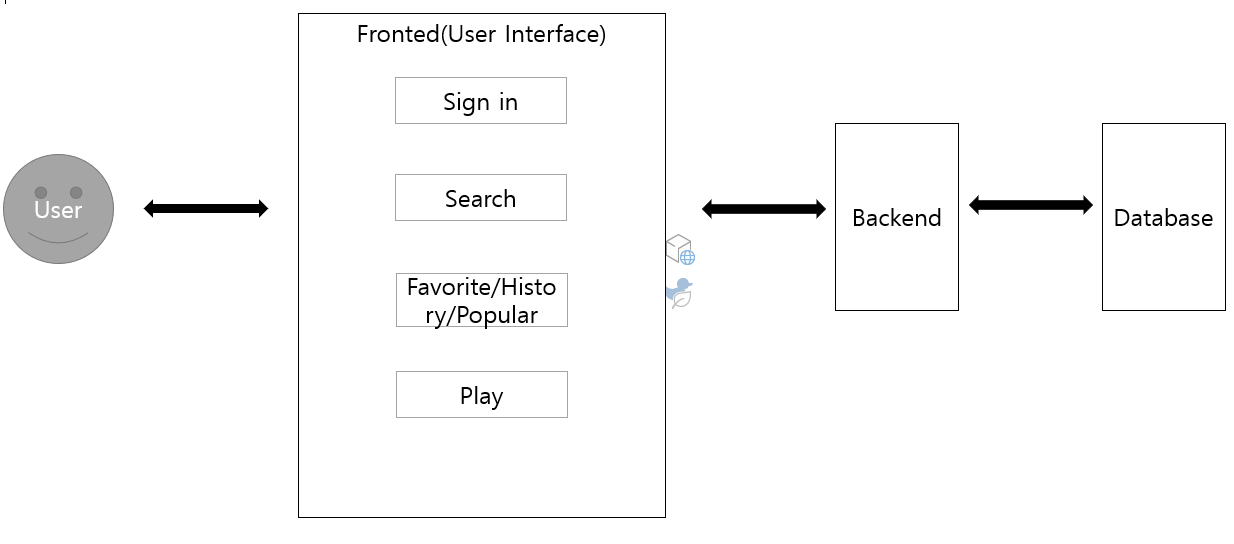 Fronted(User Interface)
Sign in
User
Search
Backend
Database
Favorite/Histo
ry/Popular
Play